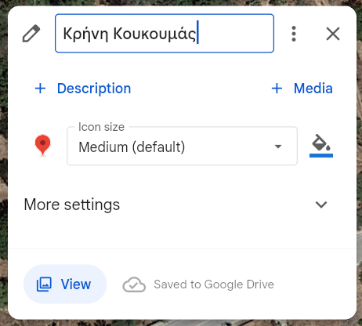 Κρήνη Κουκουμάς
+ Description
+ Media
Icon size
Medium (default)
More settings
View
Saved to Google Drive